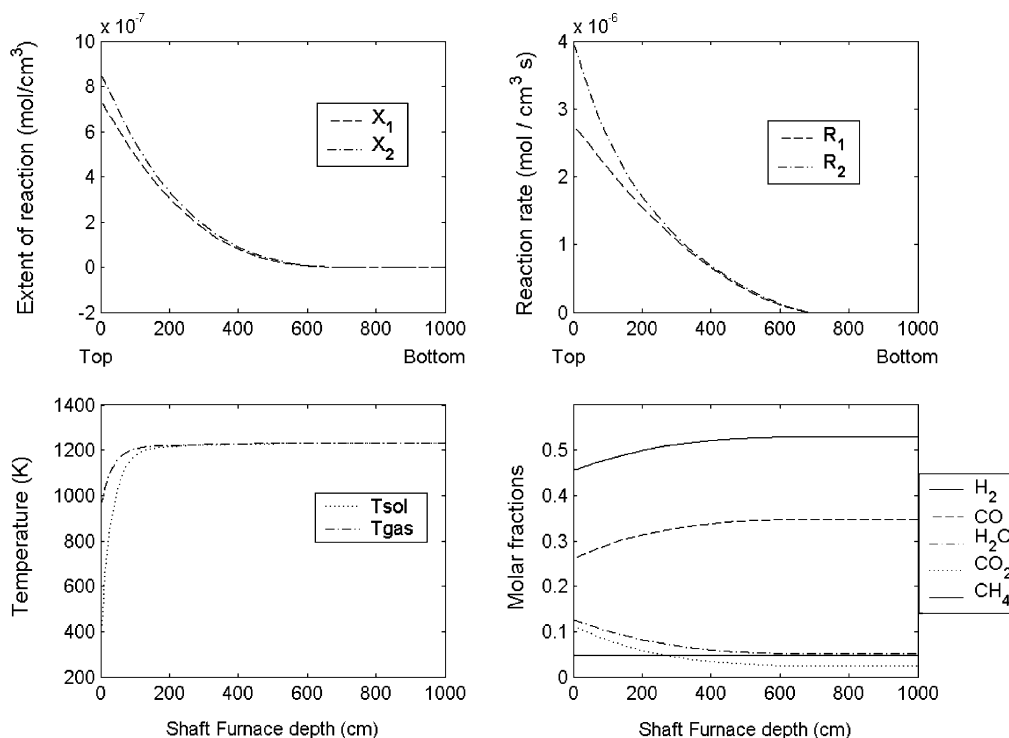 x 10-7
Extent of reaction (mol/cm3)
10
8
6
4
2
0
-2
0 200 400 600 800 1000
Top Bottom
X1
X2
x 10-6
Reaction rate (mol / cm3 s)
4
3
2
1
0
0 200 400 600 800 1000
Top Bottom
R1
R2
Temperature (K)
1400
1200
1000
800
600
400
200
0 200 400 600 800 1000
Shaft Furnace depth (cm)
Tsol
Tgas
Molar fractions
0.5
0.4
0.3
0.2
0.1
0
0 200 400 600 800 1000
Shaft Furnace depth (cm)
H2
CO
H2O
CO2
CH4